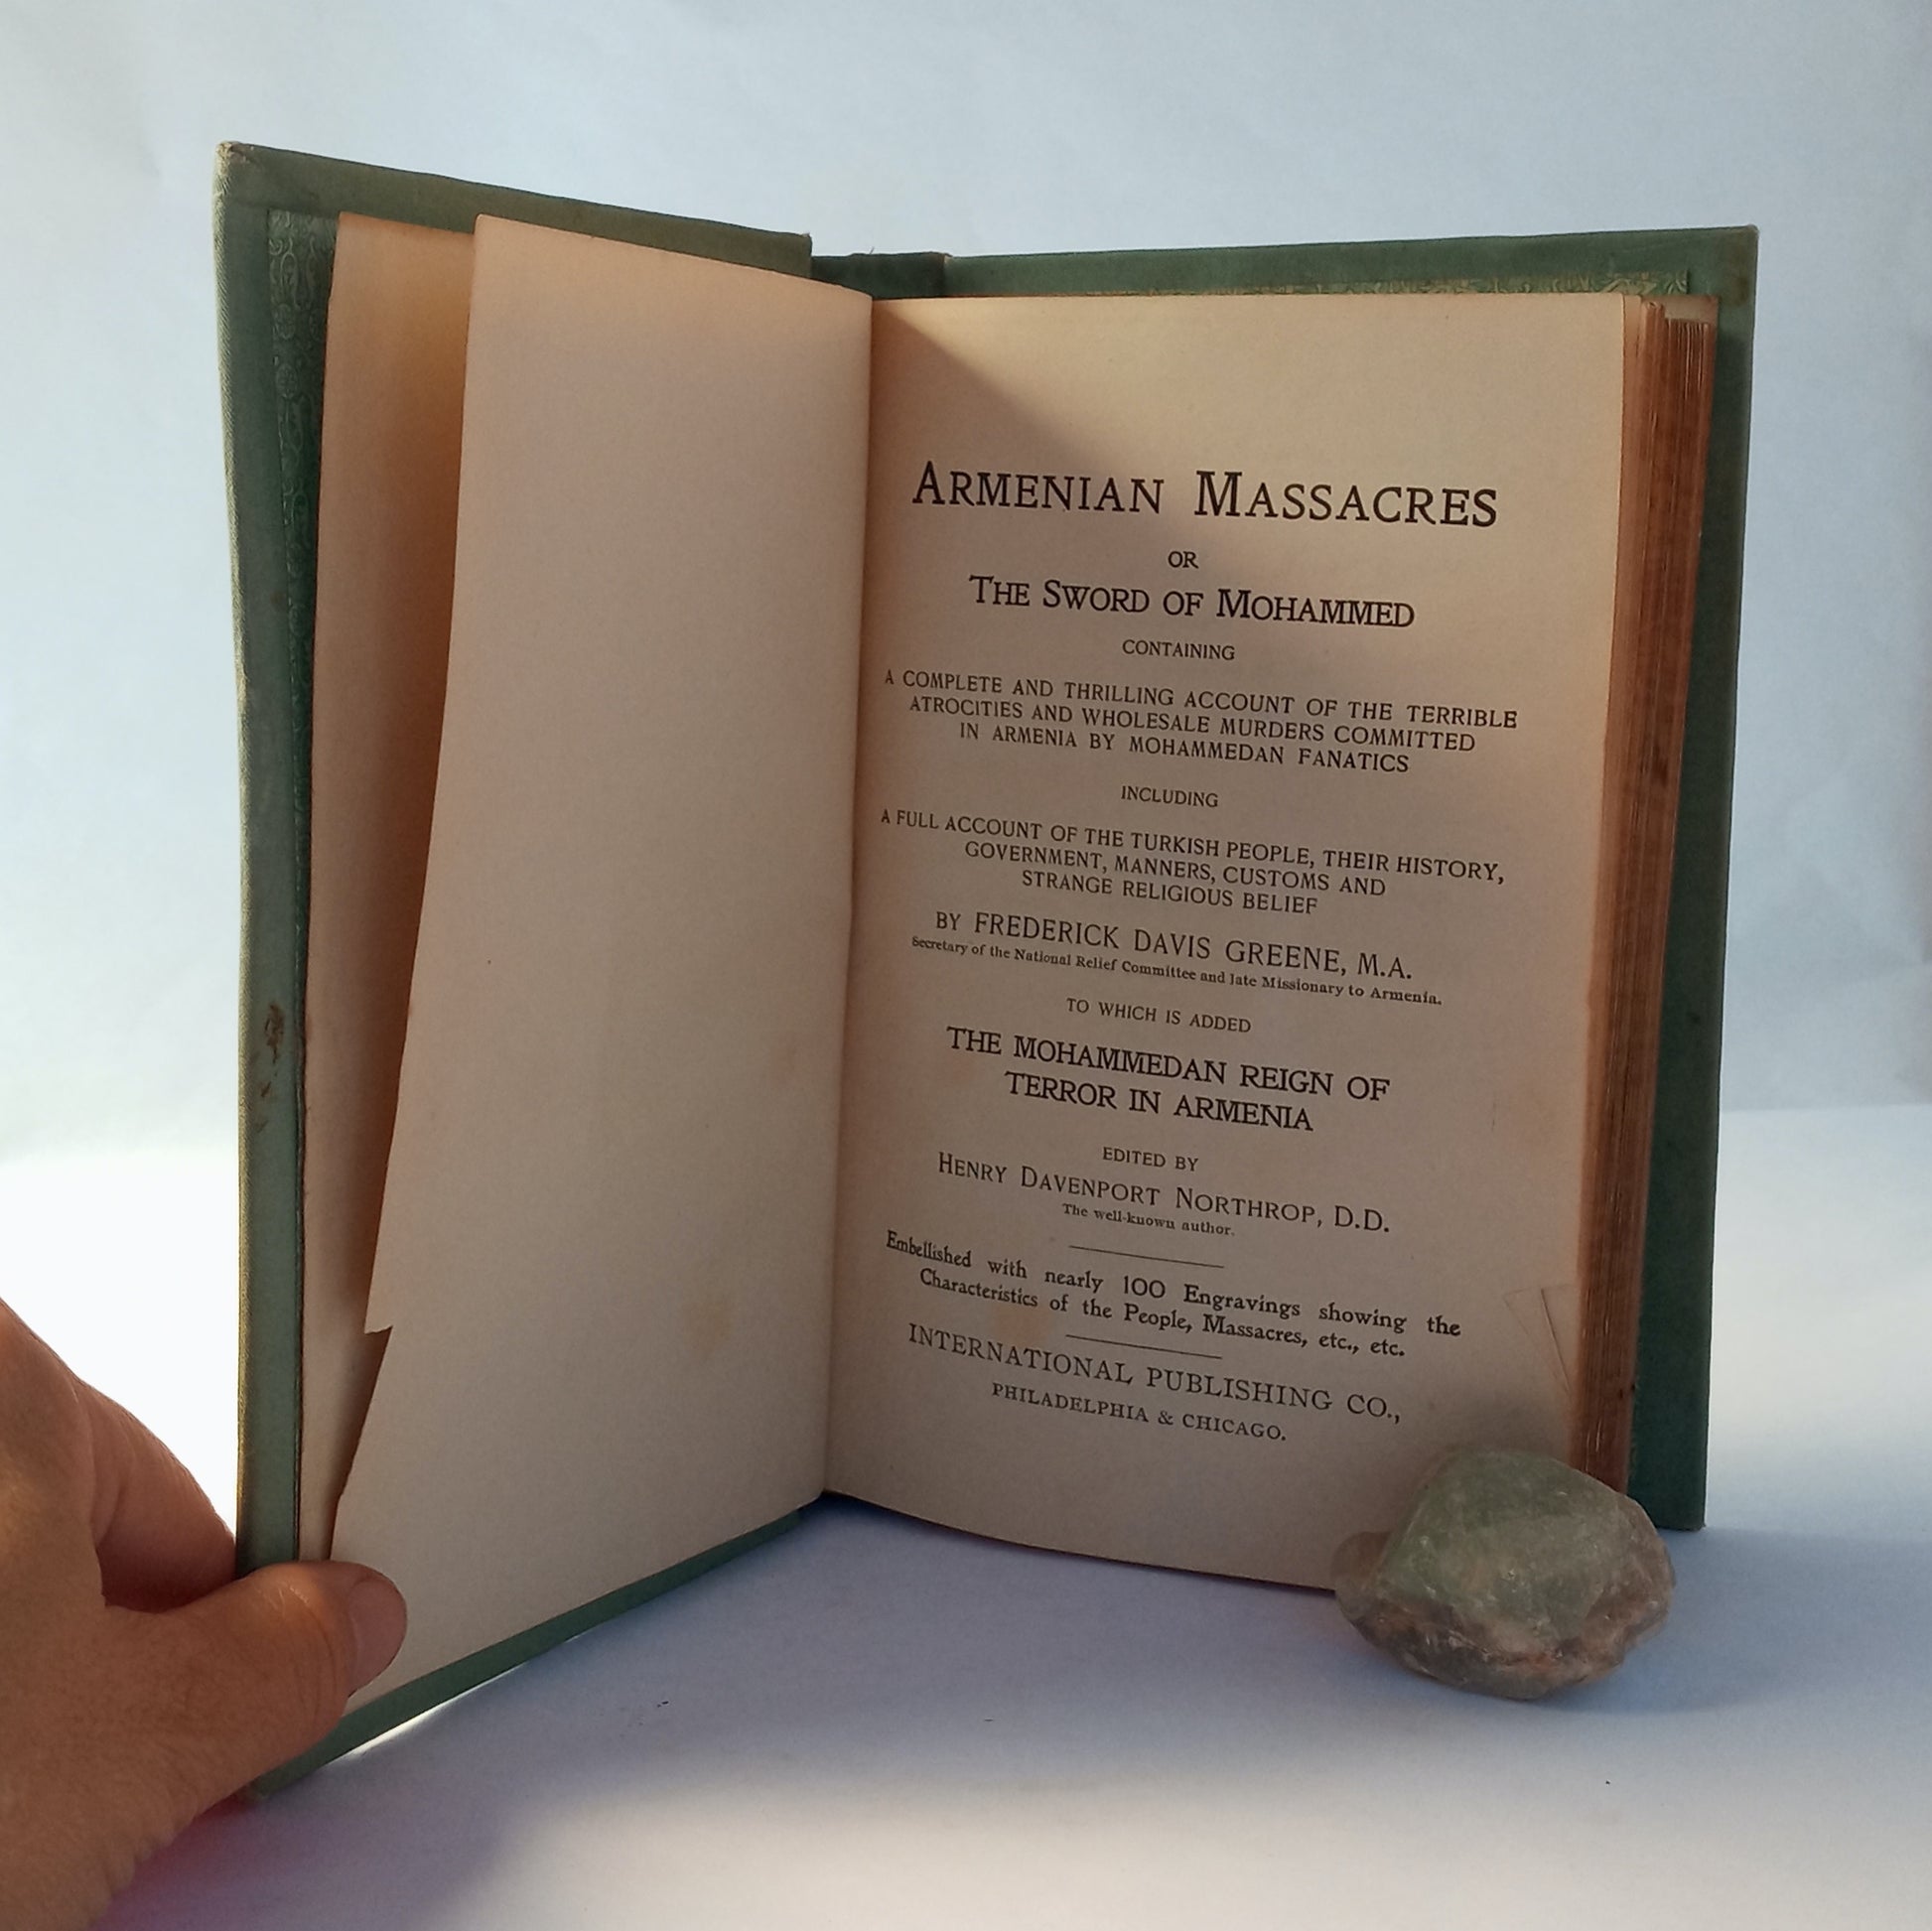 ARMENIAN MASSACRES
OR
THE SWORD OF MOHAMMED
CONTAINING
A COMPLETE AND THRILLING ACCOUNT OF THE TERRIBLE
ATROCITIES AND WHOLESALE MURDERS COMMITTED
IN ARMENIA BY MOHAMMEDAN FANATICS
INCLUDING
A FULL ACCOUNT OF THE TURKISH PEOPLE, THEIR HISTORY,
GOVERNMENT, MANNERS, CUSTOMS AND
STRANGE RELIGIOUS BELIEF
BY FREDERICK DAVIS GREENE, M.A.
Secretary of the National Relief Committee and late Missionary to Armenia.
TO WHICH IS ADDED
THE MOHAMMEDAN REIGN OF
TERROR IN ARMENIA
EDITED BY
HENRY DAVENPORT NORTHROP, D.D.
The well-known author.
Embellished with nearly 100 Engravings showing the
Characteristics of the People, Massacres, etc., etc.
INTERNATIONAL PUBLISHING CO.,
PHILADELPHIA & CHICAGO.